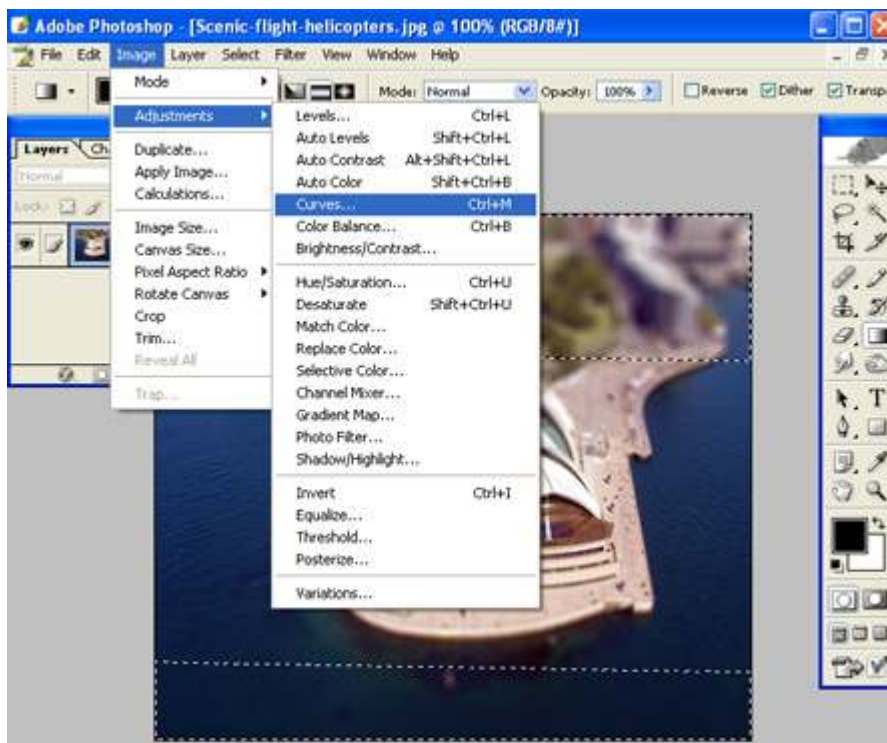 Adobe Photoshop - [Scenic-flight-helicopters.jpg @ 100% (RGB/8#)]
File Edit Image Layer Select Filter View Window Help
Mode: Normal Opacity: 100% Reverse Dither Transp
Layers Ch
Normal
Lock:
Mode
Adjustments
Duplicate...
Apply Image...
Calculations...
Image Size...
Canvas Size...
Pixel Aspect Ratio
Rotate Canvas
Crop
Trim...
Reveal All
Trap...
Levels... Ctrl+L
Auto Levels Shift+Ctrl+L
Auto Contrast Alt+Shift+Ctrl+L
Auto Color Shift+Ctrl+B
Curves... Ctrl+M
Color Balance... Ctrl+B
Brightness/Contrast...
Hue/Saturation... Ctrl+U
Desaturate Shift+Ctrl+U
Match Color...
Replace Color...
Selective Color...
Channel Mixer...
Gradient Map...
Photo Filter...
Shadow/Highlight...
Invert Ctrl+I
Equalize...
Threshold...
Posterize...
Variations...